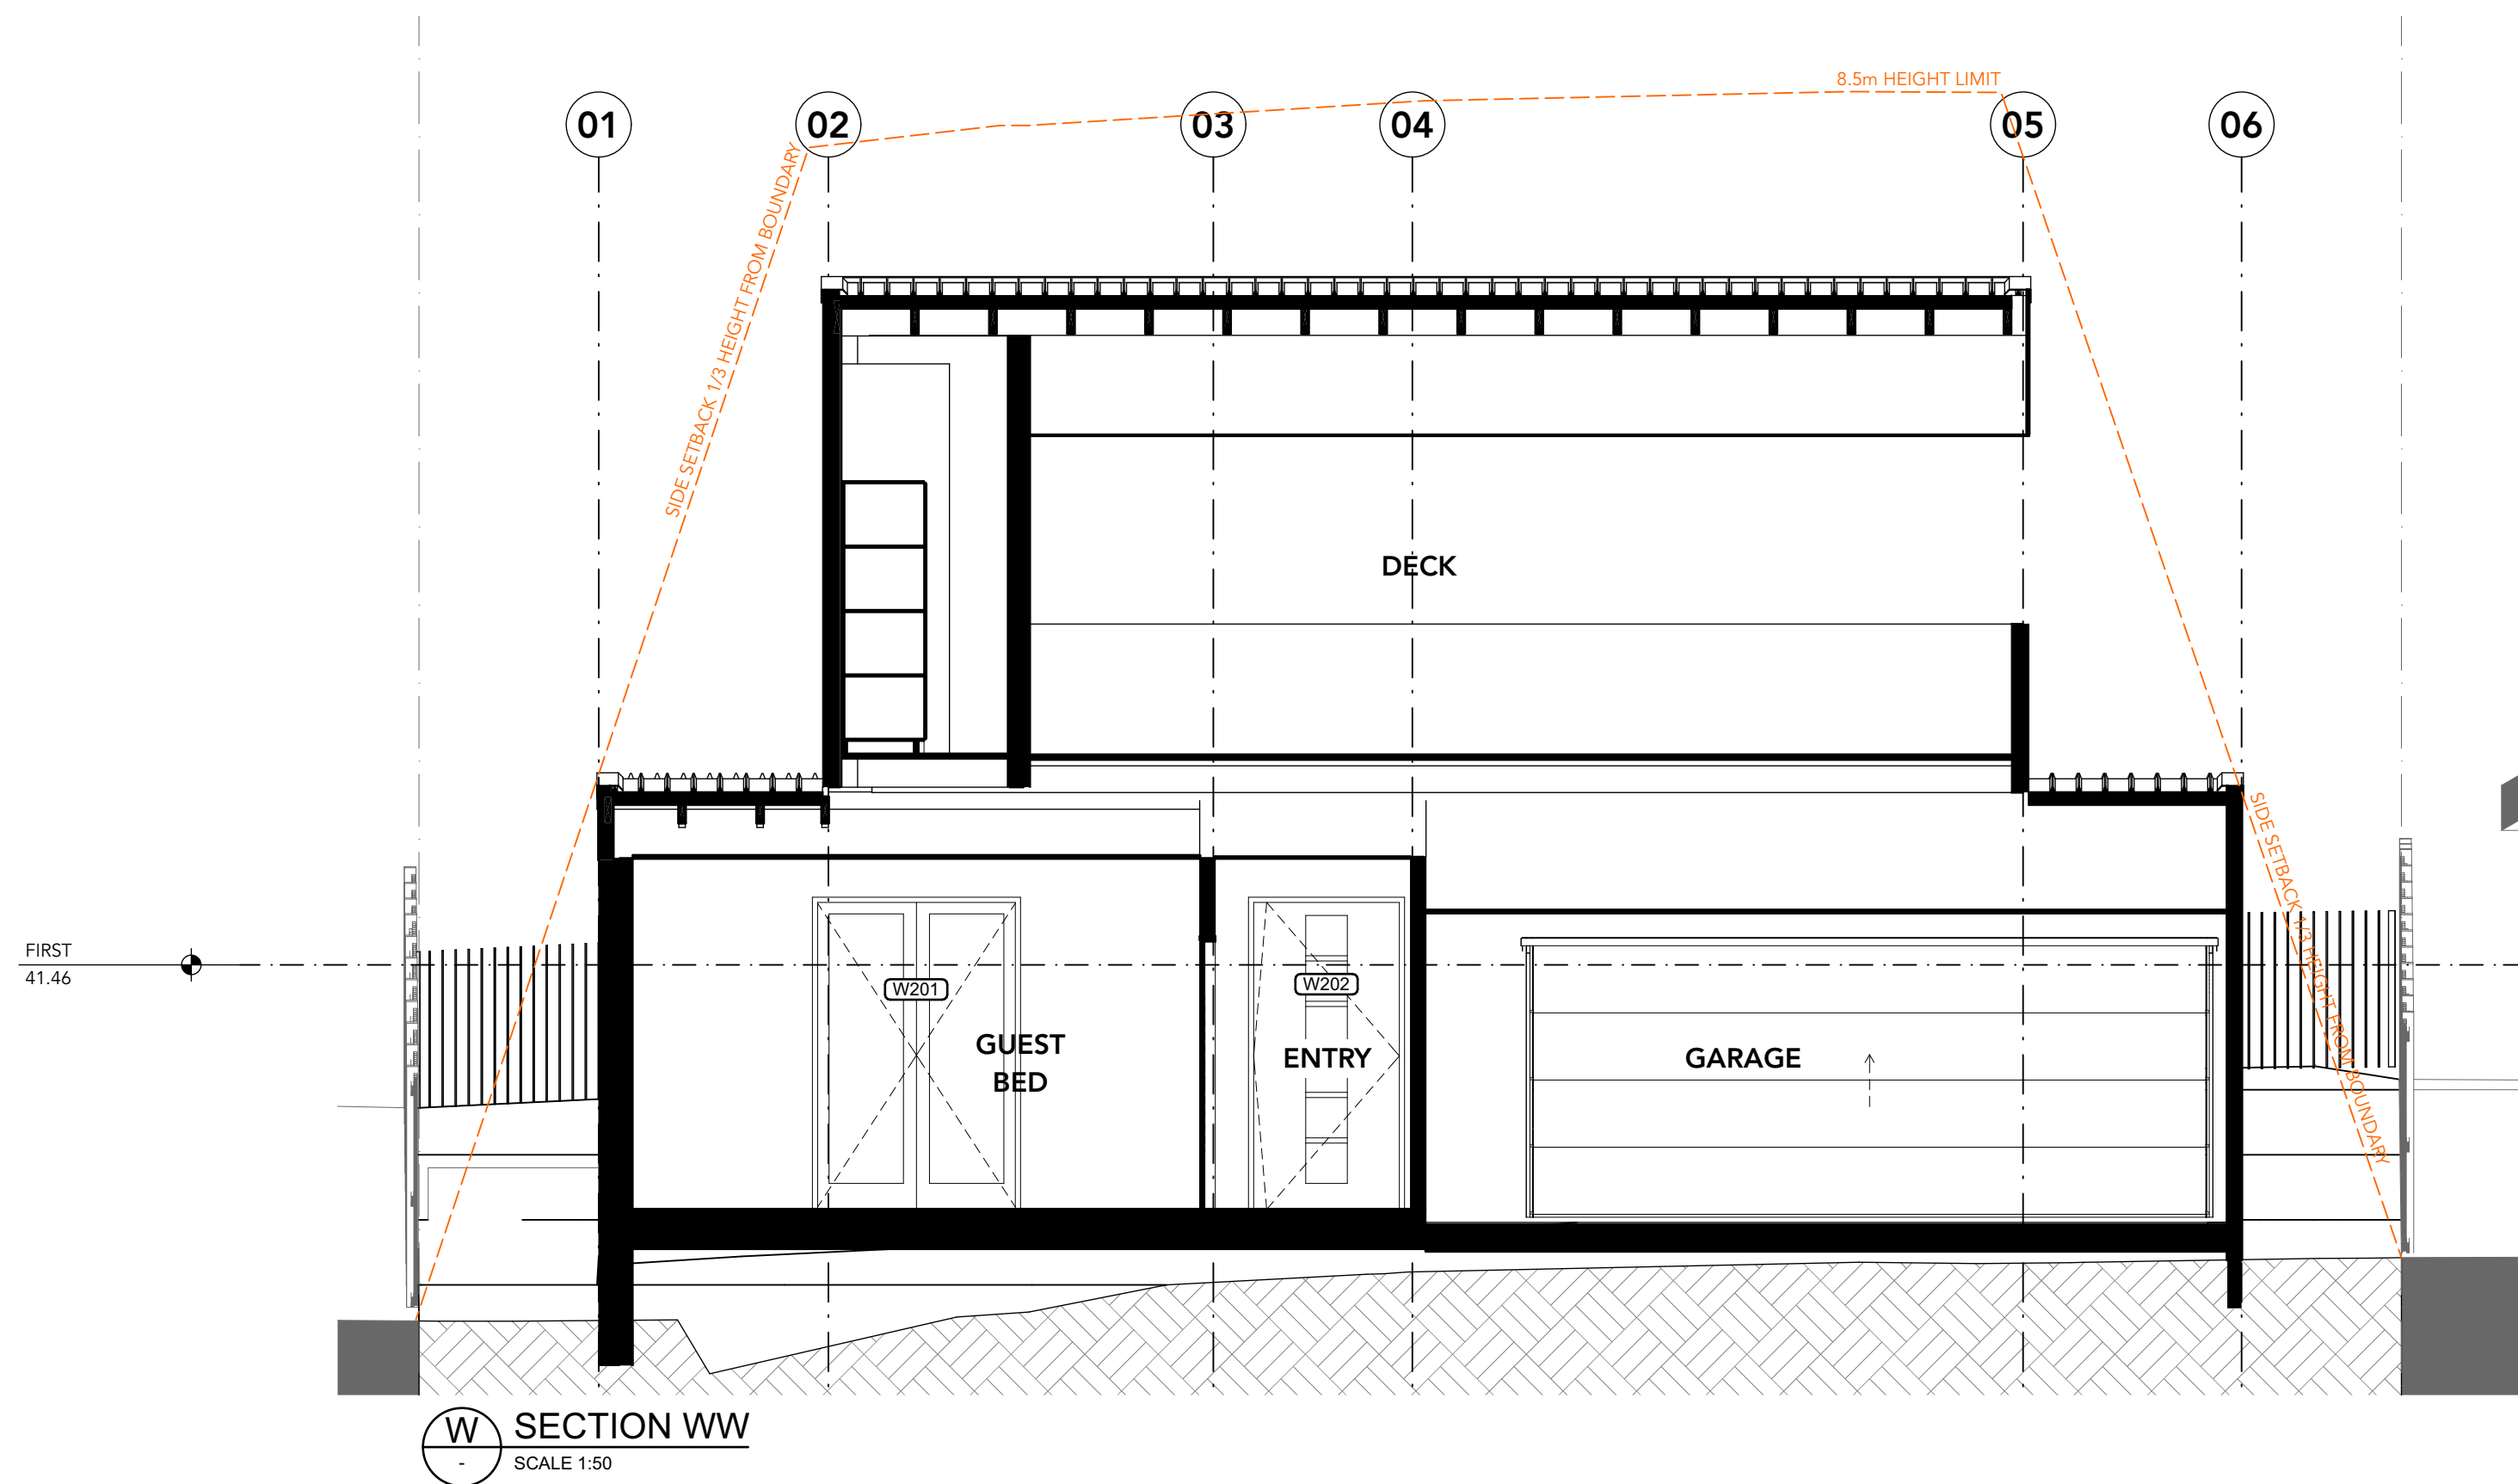 8.5m HEIGHT LIMIT
01
02
03
04
05
06
SIDE SETBACK 1/3 HEIGHT FROM BOUNDARY
DECK
SIDE SETBACK 1/3 HEIGHT FROM BOUNDARY
FIRST
41.46
W201
W202
GUEST
BED
ENTRY
GARAGE
W
-
SECTION WW
SCALE 1:50